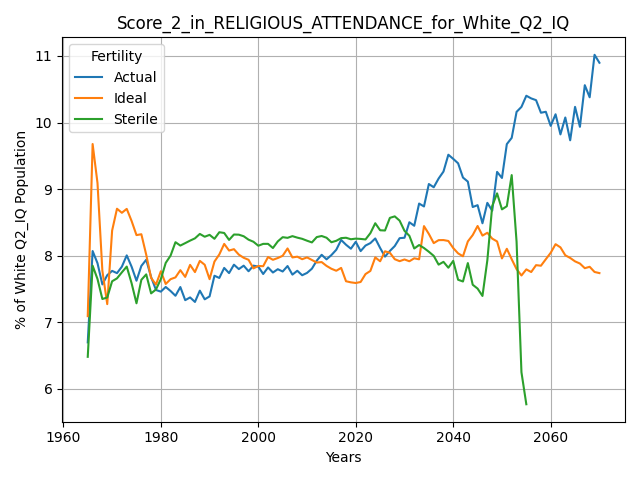 Score_2_in_RELIGIOUS_ATTENDANCE_for_White_Q2_IQ
Fertility
Actual
Ideal
Sterile
% of White Q2_IQ Population
11
10
9
8
7
6
1960
1980
2000
2020
2040
2060
Years